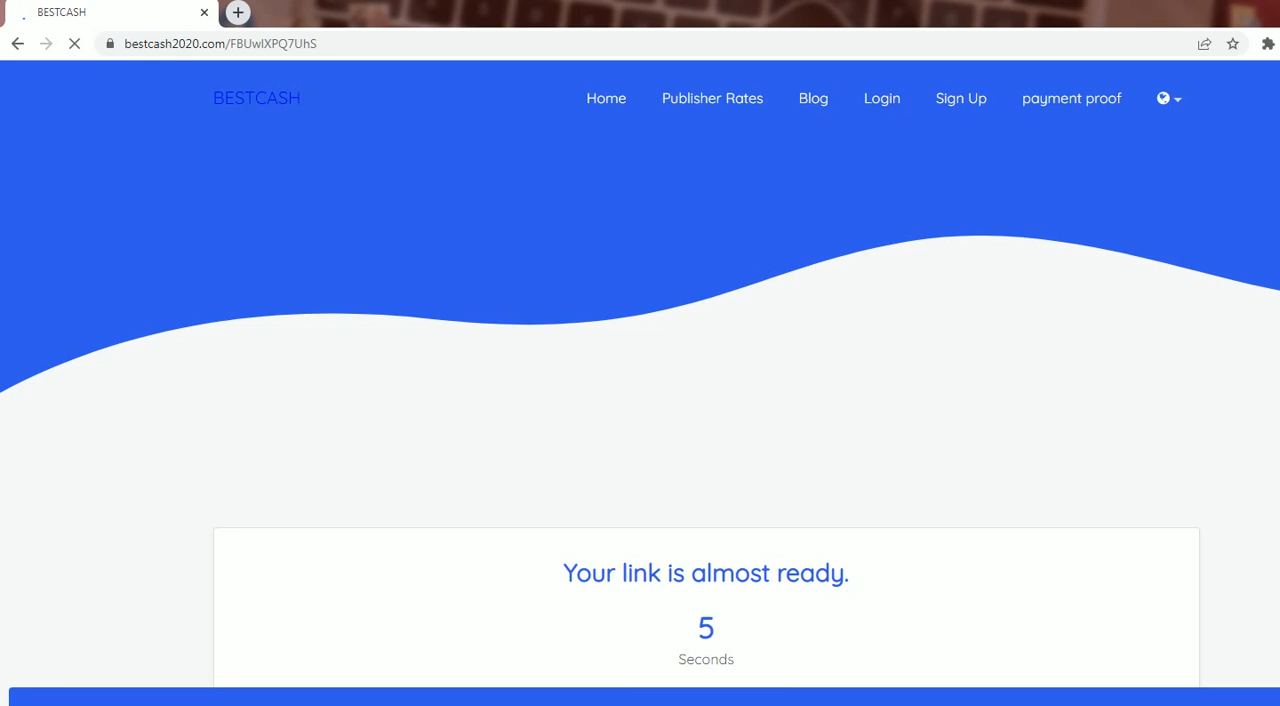 BESTCASH
bestcash2020.com/FBUwIXPQ7UhS
BESTCASH Home Publisher Rates Blog Login Sign Up payment proof
Your link is almost ready.
5
Seconds